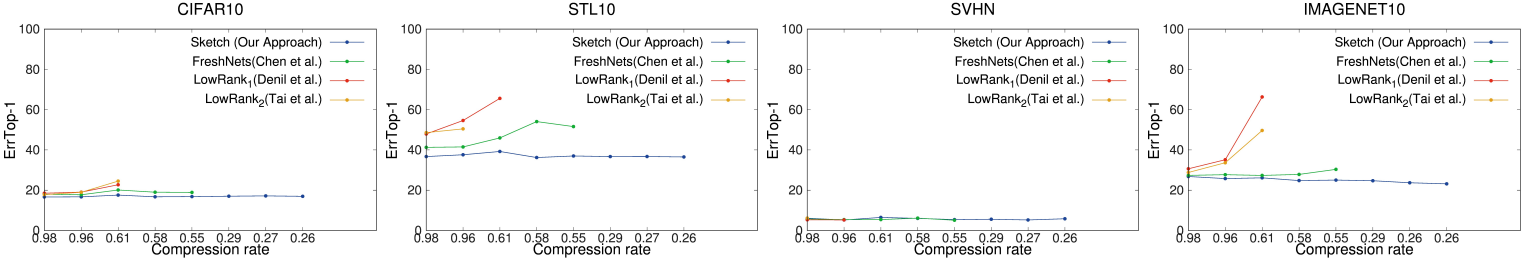 CIFAR10
ErrTop-1
100
80
60
40
20
0
Sketch (Our Approach)
FreshNets(Chen et al.)
LowRank1(Denil et al.)
LowRank2(Tai et al.)
0.98 0.96 0.61 0.58 0.55 0.29 0.27 0.26
Compression rate
STL10
ErrTop-1
100
80
60
40
20
0
Sketch (Our Approach)
FreshNets(Chen et al.)
LowRank1(Denil et al.)
LowRank2(Tai et al.)
0.98 0.96 0.61 0.58 0.55 0.29 0.27 0.26
Compression rate
SVHN
ErrTop-1
100
80
60
40
20
0
Sketch (Our Approach)
FreshNets(Chen et al.)
LowRank1(Denil et al.)
LowRank2(Tai et al.)
0.98 0.96 0.61 0.58 0.55 0.29 0.27 0.26
Compression rate
IMAGENET10
ErrTop-1
100
80
60
40
20
0
Sketch (Our Approach)
FreshNets(Chen et al.)
LowRank1(Denil et al.)
LowRank2(Tai et al.)
0.98 0.96 0.61 0.58 0.55 0.29 0.26 0.26
Compression rate